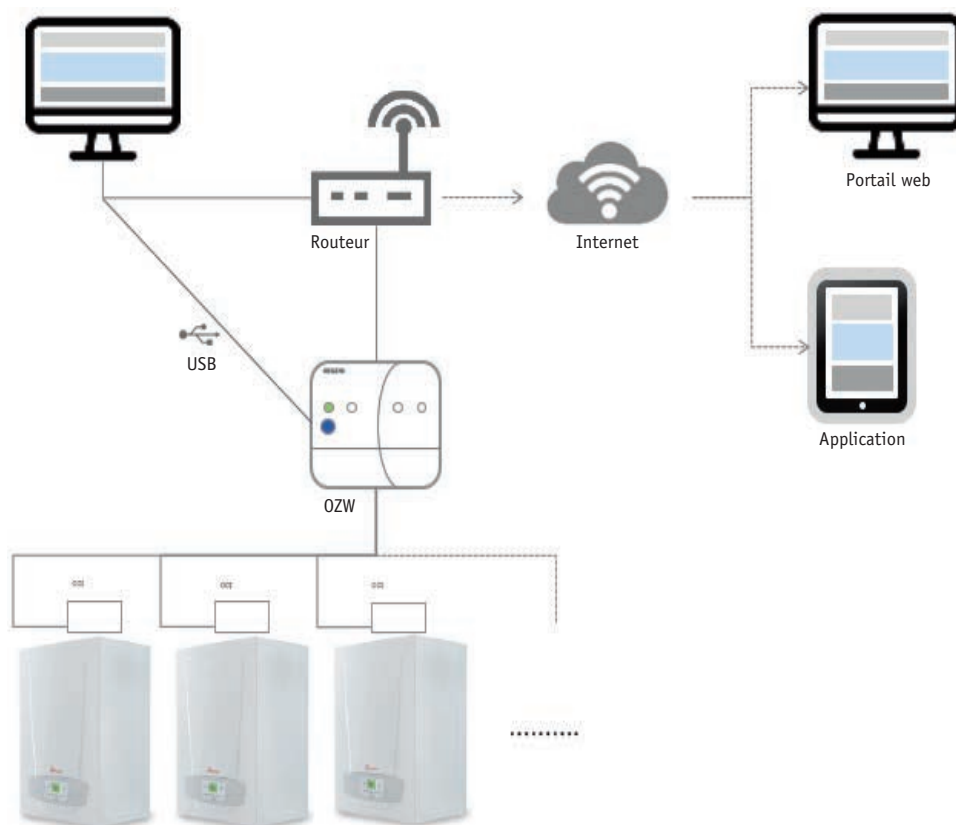 Portail web
Routeur
Internet
USB
Application
OZW